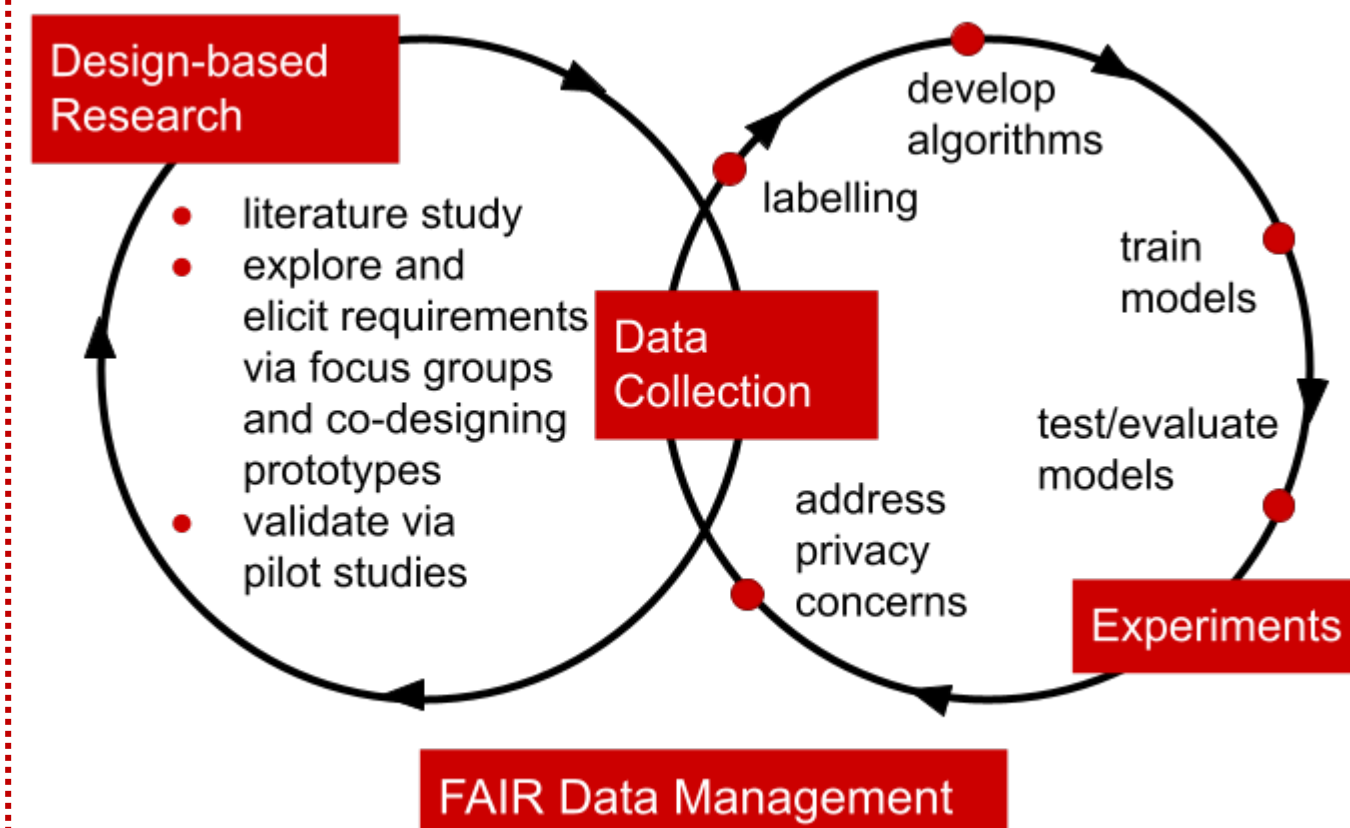 Design-based
Research
literature study
explore and
elicit requirements
via focus groups
and co-designing
prototypes
validate via
pilot studies
Data
Collection
labelling
develop
algorithms
train
models
test/evaluate
models
Experiments
address
privacy
concerns
FAIR Data Management